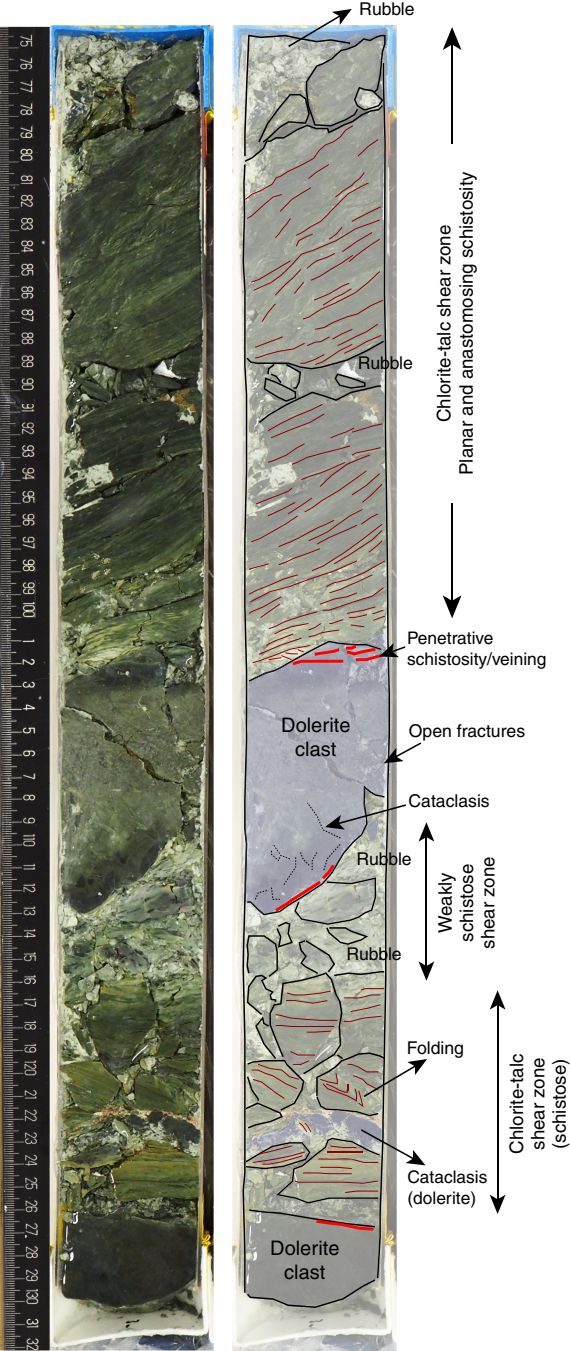 Rubble
75
76
77
78
79
80
81
82
83
84
85
86
87
88
89
90
91
92
93
94
95
96
97
98
99
100
1
2
3
4
5
6
7
8
9
110
11
12
13
14
15
16
17
18
19
120
21
22
23
24
25
26
27
28
29
130
31
32
Chlorite-talc shear zone
Planar and anastomosing schistosity
Rubble
Penetrative
schistosity/veining
Dolerite
clast
Open fractures
Cataclasis
Rubble
Weakly
schistose
shear zone
Rubble
Folding
Chlorite-talc
shear zone
(schistose)
Cataclasis
(dolerite)
Dolerite
clast